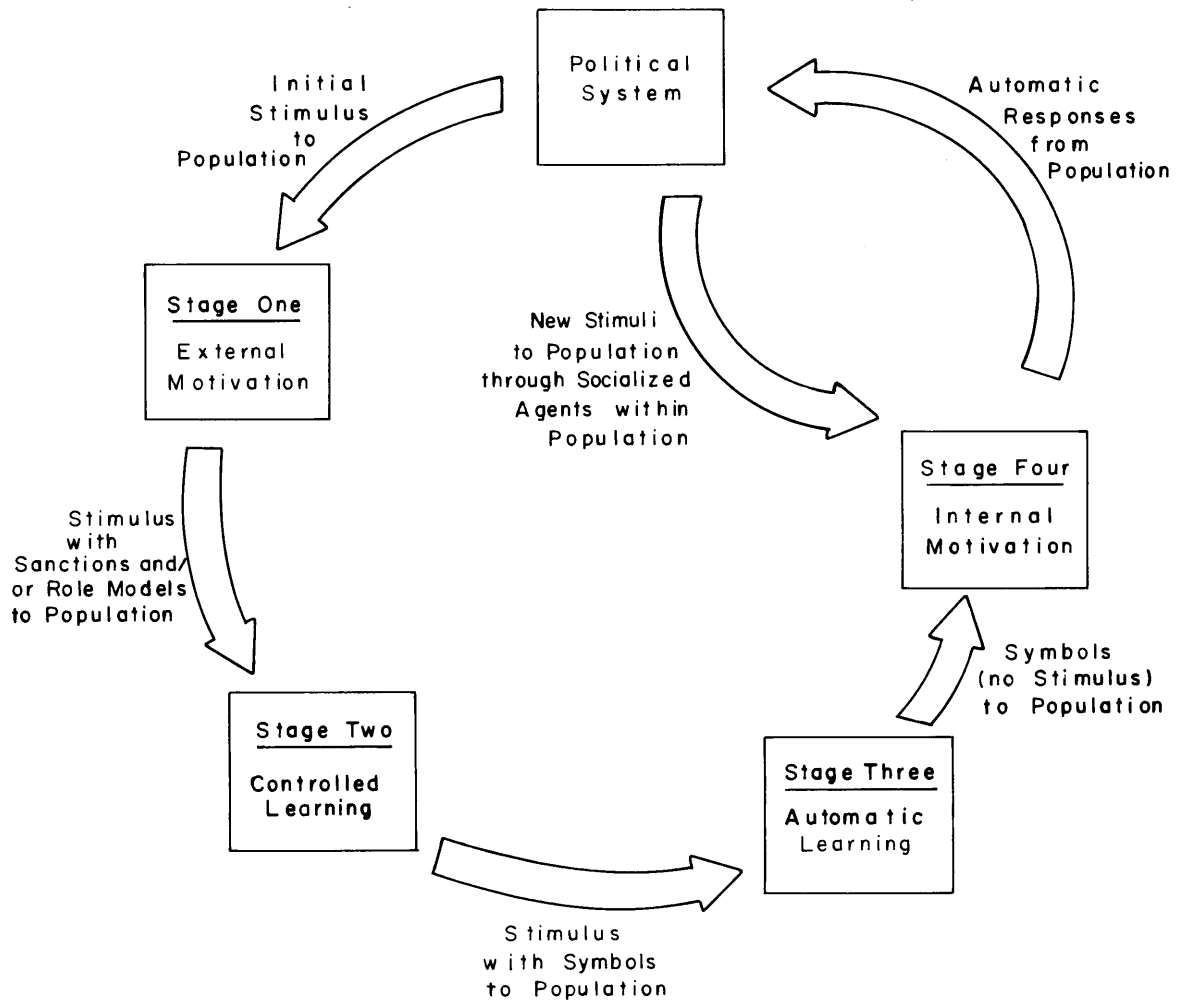 Political
System
Initial
Stimulus
to
Population
Automatic
Responses
from
Population
Stage One
External
Motivation
New Stimuli
to Population
through Socialized
Agents within
Population
Stage Four
Internal
Motivation
Stimulus
with
Sanctions and/
or Role Models
to Population
Symbols
(no Stimulus)
to Population
Stage Two
Controlled
Learning
Stage Three
Automatic
Learning
Stimulus
with Symbols
to Population